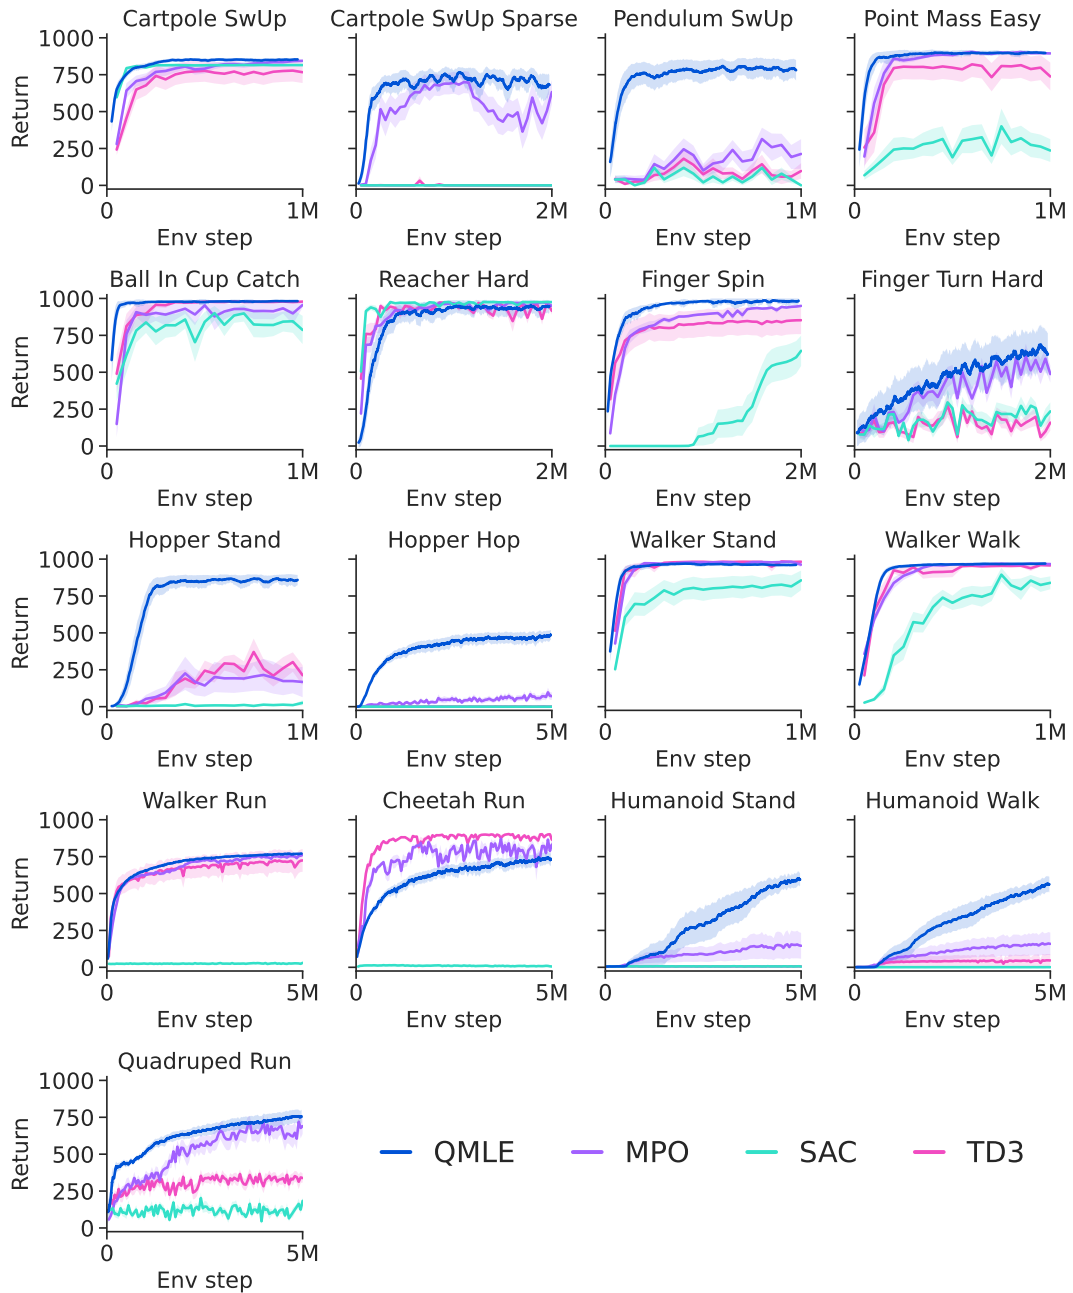 Cartpole SwUp
Cartpole SwUp Sparse
Pendulum SwUp
Point Mass Easy
Return
1000
750
500
250
0
0
1M
Env step
0
2M
Env step
0
1M
Env step
0
1M
Env step
Ball In Cup Catch
Reacher Hard
Finger Spin
Finger Turn Hard
Return
1000
750
500
250
0
0
1M
Env step
0
2M
Env step
0
2M
Env step
0
2M
Env step
Hopper Stand
Hopper Hop
Walker Stand
Walker Walk
Return
1000
750
500
250
0
0
1M
Env step
0
5M
Env step
0
1M
Env step
0
1M
Env step
Walker Run
Cheetah Run
Humanoid Stand
Humanoid Walk
Return
1000
750
500
250
0
0
5M
Env step
0
5M
Env step
0
5M
Env step
0
5M
Env step
Quadruped Run
Return
1000
750
500
250
0
0
5M
Env step
QMLE
MPO
SAC
TD3